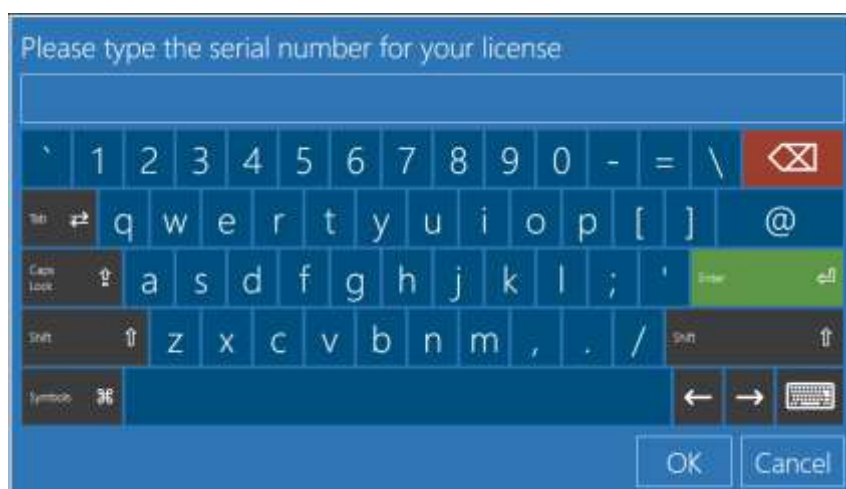 Please type the serial number for your license
` 1 2 3 4 5 6 7 8 9 0 - = \
Tab q w e r t y u i o p [ ] @
Caps Lock a s d f g h j k l ; ' Enter
Shift z x c v b n m , . / Shift
Symbols
OK Cancel